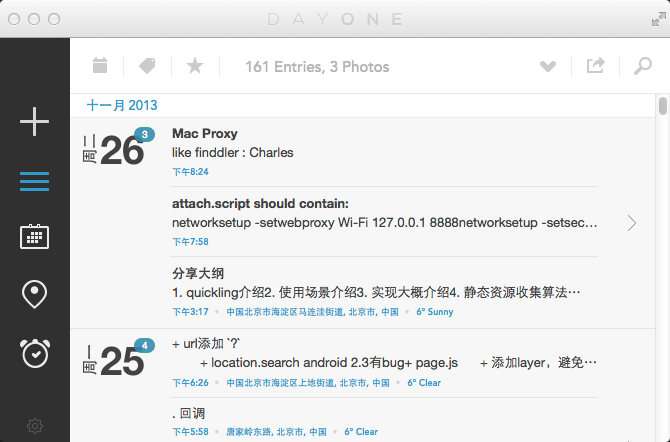 DAY ONE
161 Entries, 3 Photos
十一月 2013
周二
26
3
Mac Proxy
like finddler : Charles
下午8:24
attach.script should contain:
networksetup -setwebproxy Wi-Fi 127.0.0.1 8888networksetup -setsec…
下午7:58
分享大纲
1. quickling介绍2. 使用场景介绍3. 实现大概介绍4. 静态资源收集算法…
下午3:17 • 中国北京市海淀区马连洼街道, 北京市, 中国 • 6° Sunny
周一
25
4
+ url添加 `?`
+ location.search android 2.3有bug+ page.js + 添加layer，避免…
下午6:26 • 中国北京市海淀区上地街道, 北京市, 中国 • 6° Clear
. 回调
下午5:58 • 唐家岭东路, 北京市, 中国 • 6° Clear